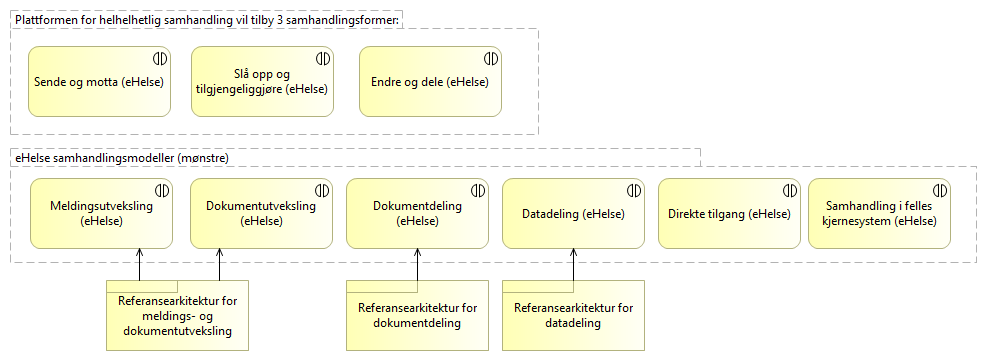 Plattformen for helhelhetlig samhandling vil tilby 3 samhandlingsformer:
Sende og motta (eHelse)
Slå opp og
tilgjengeliggjøre (eHelse)
Endre og dele (eHelse)
eHelse samhandlingsmodeller (mønstre)
Meldingsutveksling
(eHelse)
Dokumentutveksling
(eHelse)
Dokumentdeling
(eHelse)
Datadeling (eHelse)
Direkte tilgang (eHelse)
Samhandling i felles
kjernesystem (eHelse)
Referansearkitektur for
meldings- og
dokumentutveksling
Referansearkitektur for
dokumentdeling
Referansearkitektur for
datadeling